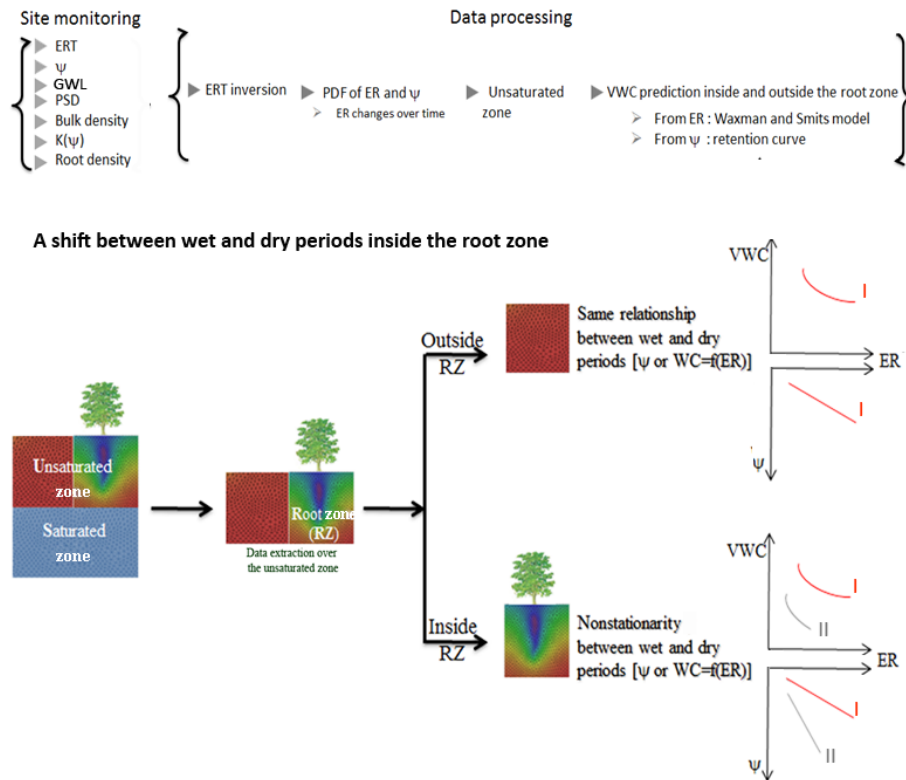 Site monitoring
ERT
ψ
GWL
PSD
Bulk density
K(ψ)
Root density
Data processing
ERT inversion
PDF of ER and ψ
ER changes over time
Unsaturated
zone
VWC prediction inside and outside the root zone
From ER : Waxman and Smits model
From ψ : retention curve
A shift between wet and dry periods inside the root zone
Unsaturated
zone
Saturated
zone
Root zone
(RZ)
Data extraction over
the unsaturated zone
Outside
RZ
Same relationship
between wet and dry
periods [ψ or WC=f(ER)]
VWC
I
ER
I
ψ
Inside
RZ
Nonstationarity
between wet and dry
periods [ψ or WC=f(ER)]
VWC
I
II
ER
I
II
ψ